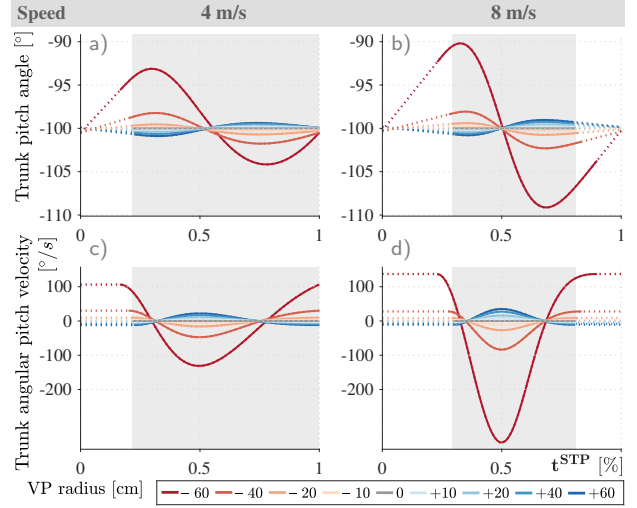 Speed 4 m/s 8 m/s
Trunk pitch angle [°]
-90
-95
-100
-105
-110
a)
0 0.5 1
-90
-95
-100
-105
-110
b)
0 0.5 1
Trunk angular pitch velocity
[°/s]
100
0
-100
-200
c)
0 0.5 1
100
0
-100
-200
d)
0 0.5 1
t^STP [%]
VP radius [cm]
− 60 − 40 − 20 − 10 0 +10 +20 +40 +60